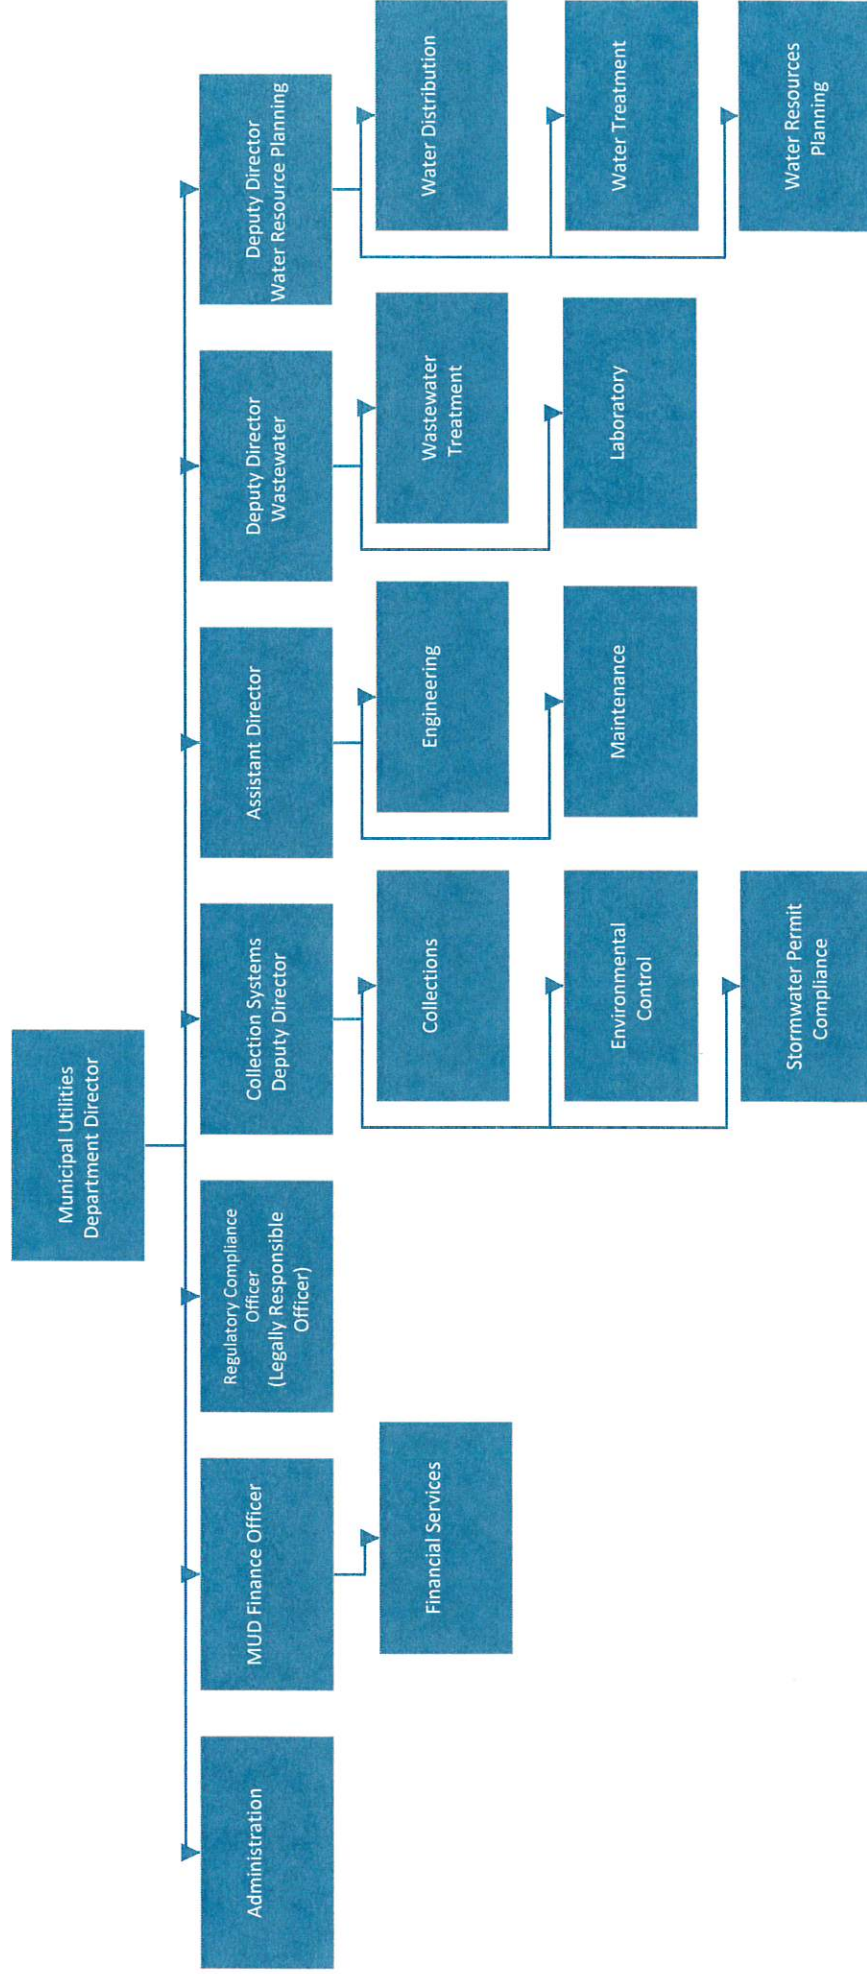 Municipal Utilities
Department Director
Administration
MUD Finance Officer
Regulatory Compliance
Officer
(Legally Responsible
Officer)
Collection Systems
Deputy Director
Assistant Director
Deputy Director
Wastewater
Deputy Director
Water Resource Planning
Financial Services
Collections
Engineering
Wastewater
Treatment
Water Distribution
Environmental
Control
Maintenance
Laboratory
Water Treatment
Stormwater Permit
Compliance
Water Resources
Planning